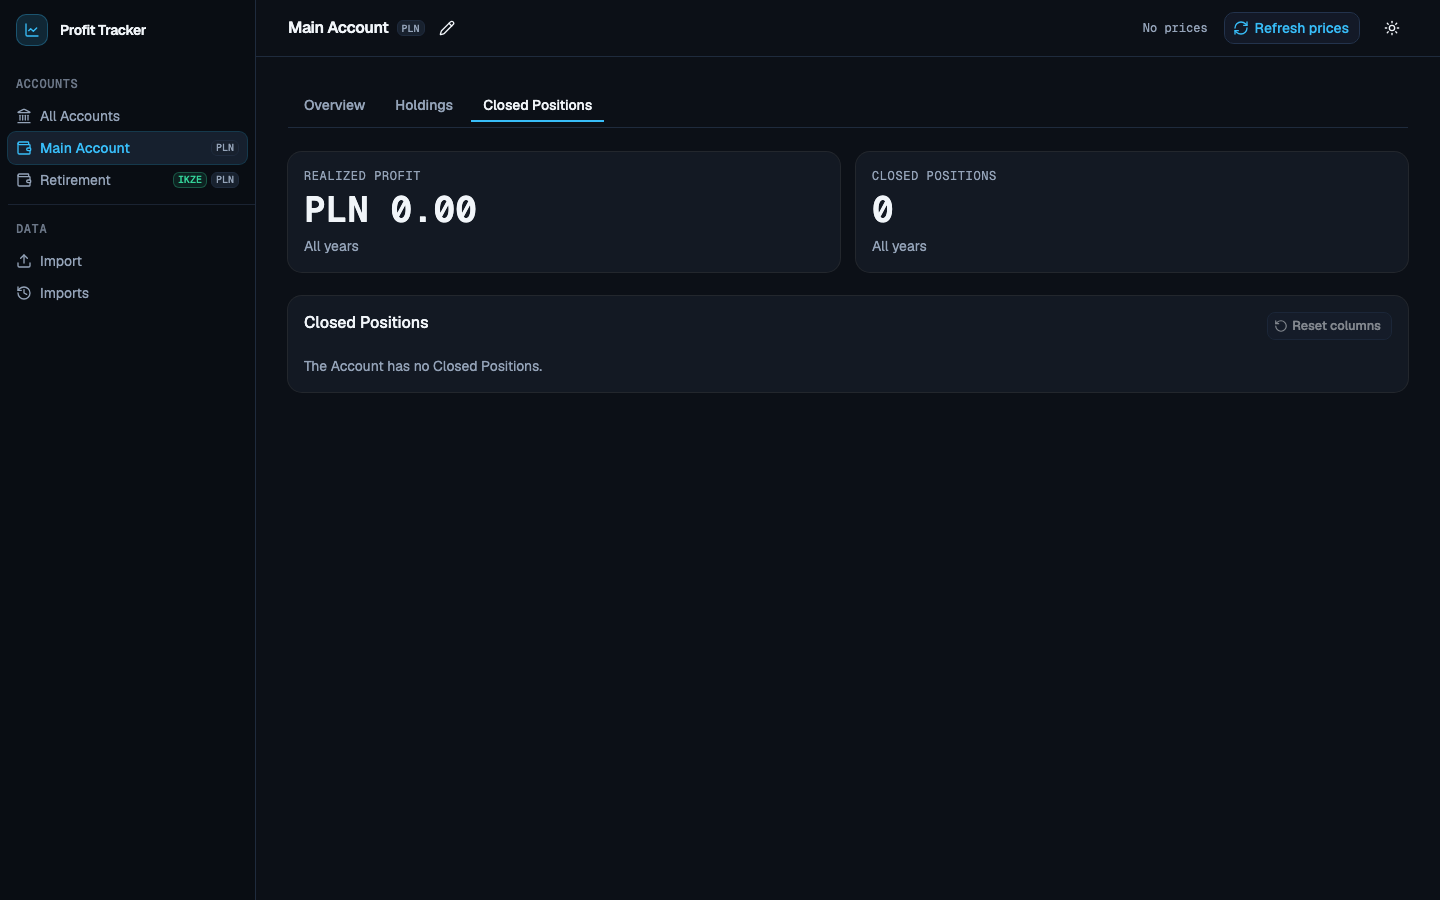 Profit Tracker
ACCOUNTS
All Accounts
Main Account PLN
Retirement IKZE PLN
DATA
Import
Imports
Main Account PLN
No prices
Refresh prices
Overview Holdings Closed Positions
REALIZED PROFIT
PLN 0.00
All years
CLOSED POSITIONS
0
All years
Closed Positions
Reset columns
The Account has no Closed Positions.